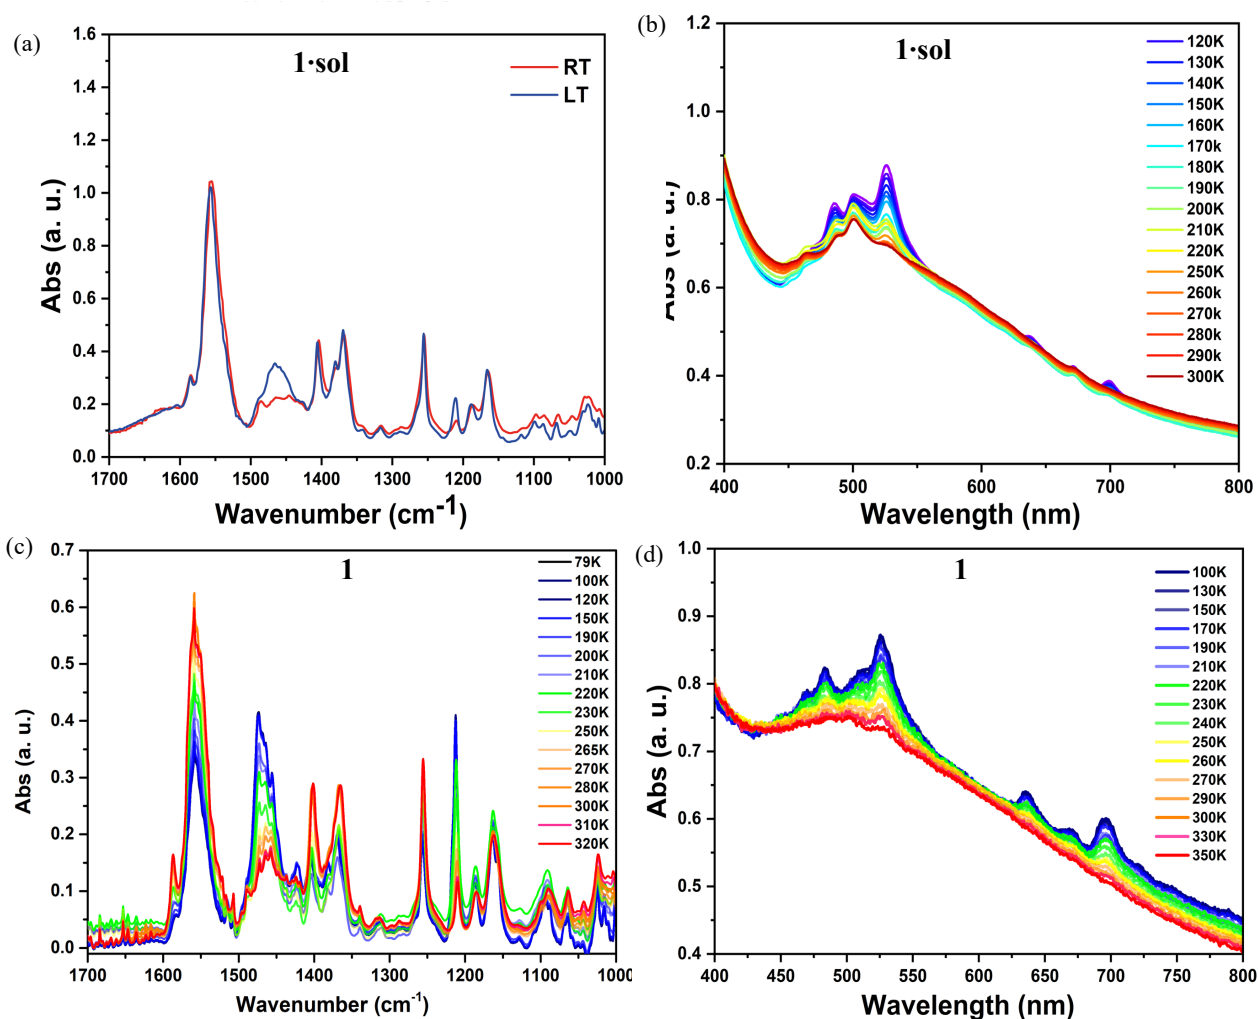 (a)
1·sol
RT
LT
1.6
1.4
1.2
1.0
0.8
0.6
0.4
0.2
0.0
Abs (a. u.)
1700 1600 1500 1400 1300 1200 1100 1000
Wavenumber (cm-1)
(b)
1·sol
120K
130K
140K
150K
160K
170k
180K
190K
200K
210K
220K
250K
260k
270k
280k
290k
300K
1.2
1.0
0.8
0.6
0.4
0.2
Abs (a. u.)
400 500 600 700 800
Wavelength (nm)
(c)
1
79K
100K
120K
150K
190K
200K
210K
220K
230K
250K
265K
270K
280K
300K
310K
320K
0.7
0.6
0.5
0.4
0.3
0.2
0.1
0.0
Abs (a. u.)
1700 1600 1500 1400 1300 1200 1100 1000
Wavenumber (cm-1)
(d)
1
100K
130K
150K
170K
190K
210K
220K
230K
240K
250K
260K
270K
290K
300K
330K
350K
1.0
0.9
0.8
0.7
0.6
0.5
0.4
Abs (a. u.)
400 450 500 550 600 650 700 750 800
Wavelength (nm)